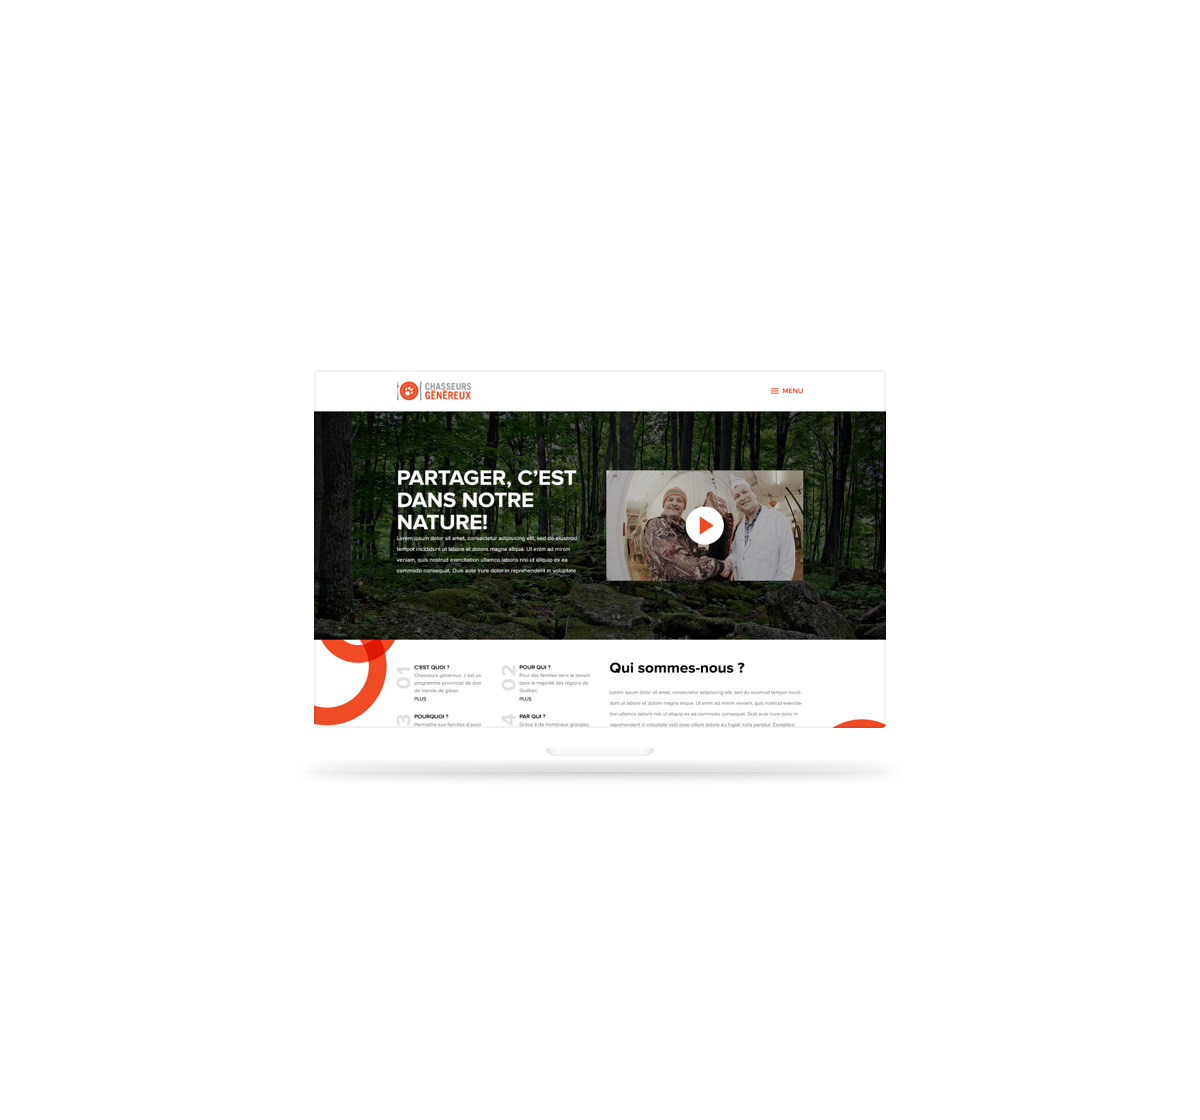 CHASSEURS
GÉNÉREUX
MENU
PARTAGER, C’EST
DANS NOTRE
NATURE!
Lorem ipsum dolor sit amet, consectetur adipisicing elit, sed do eiusmod
tempor incididunt ut labore et dolore magna aliqua. Ut enim ad minim
veniam, quis nostrud exercitation ullamco laboris nisi ut aliquip ex ea
commodo consequat. Duis aute irure dolor in reprehenderit in voluptate
01
C’EST QUOI ?
Chasseurs généreux, c’est un
programme provincial de don
de viande de gibier.
PLUS
02
POUR QUI ?
Pour des familles dans le besoin
dans la majorité des régions du
Québec
PLUS
3
POURQUOI ?
Permettre aux familles d’avoir
4
PAR QUI ?
Grâce à de nombreux groupes,
Qui sommes-nous ?
Lorem ipsum dolor sit amet, consectetur adipisicing elit, sed do eiusmod tempor incidi-
dunt ut labore et dolore magna aliqua. Ut enim ad minim veniam, quis nostrud exercita-
tion ullamco laboris nisi ut aliquip ex ea commodo consequat. Duis aute irure dolor in
reprehenderit in voluptate velit esse cillum dolore eu fugiat nulla pariatur. Excepteur